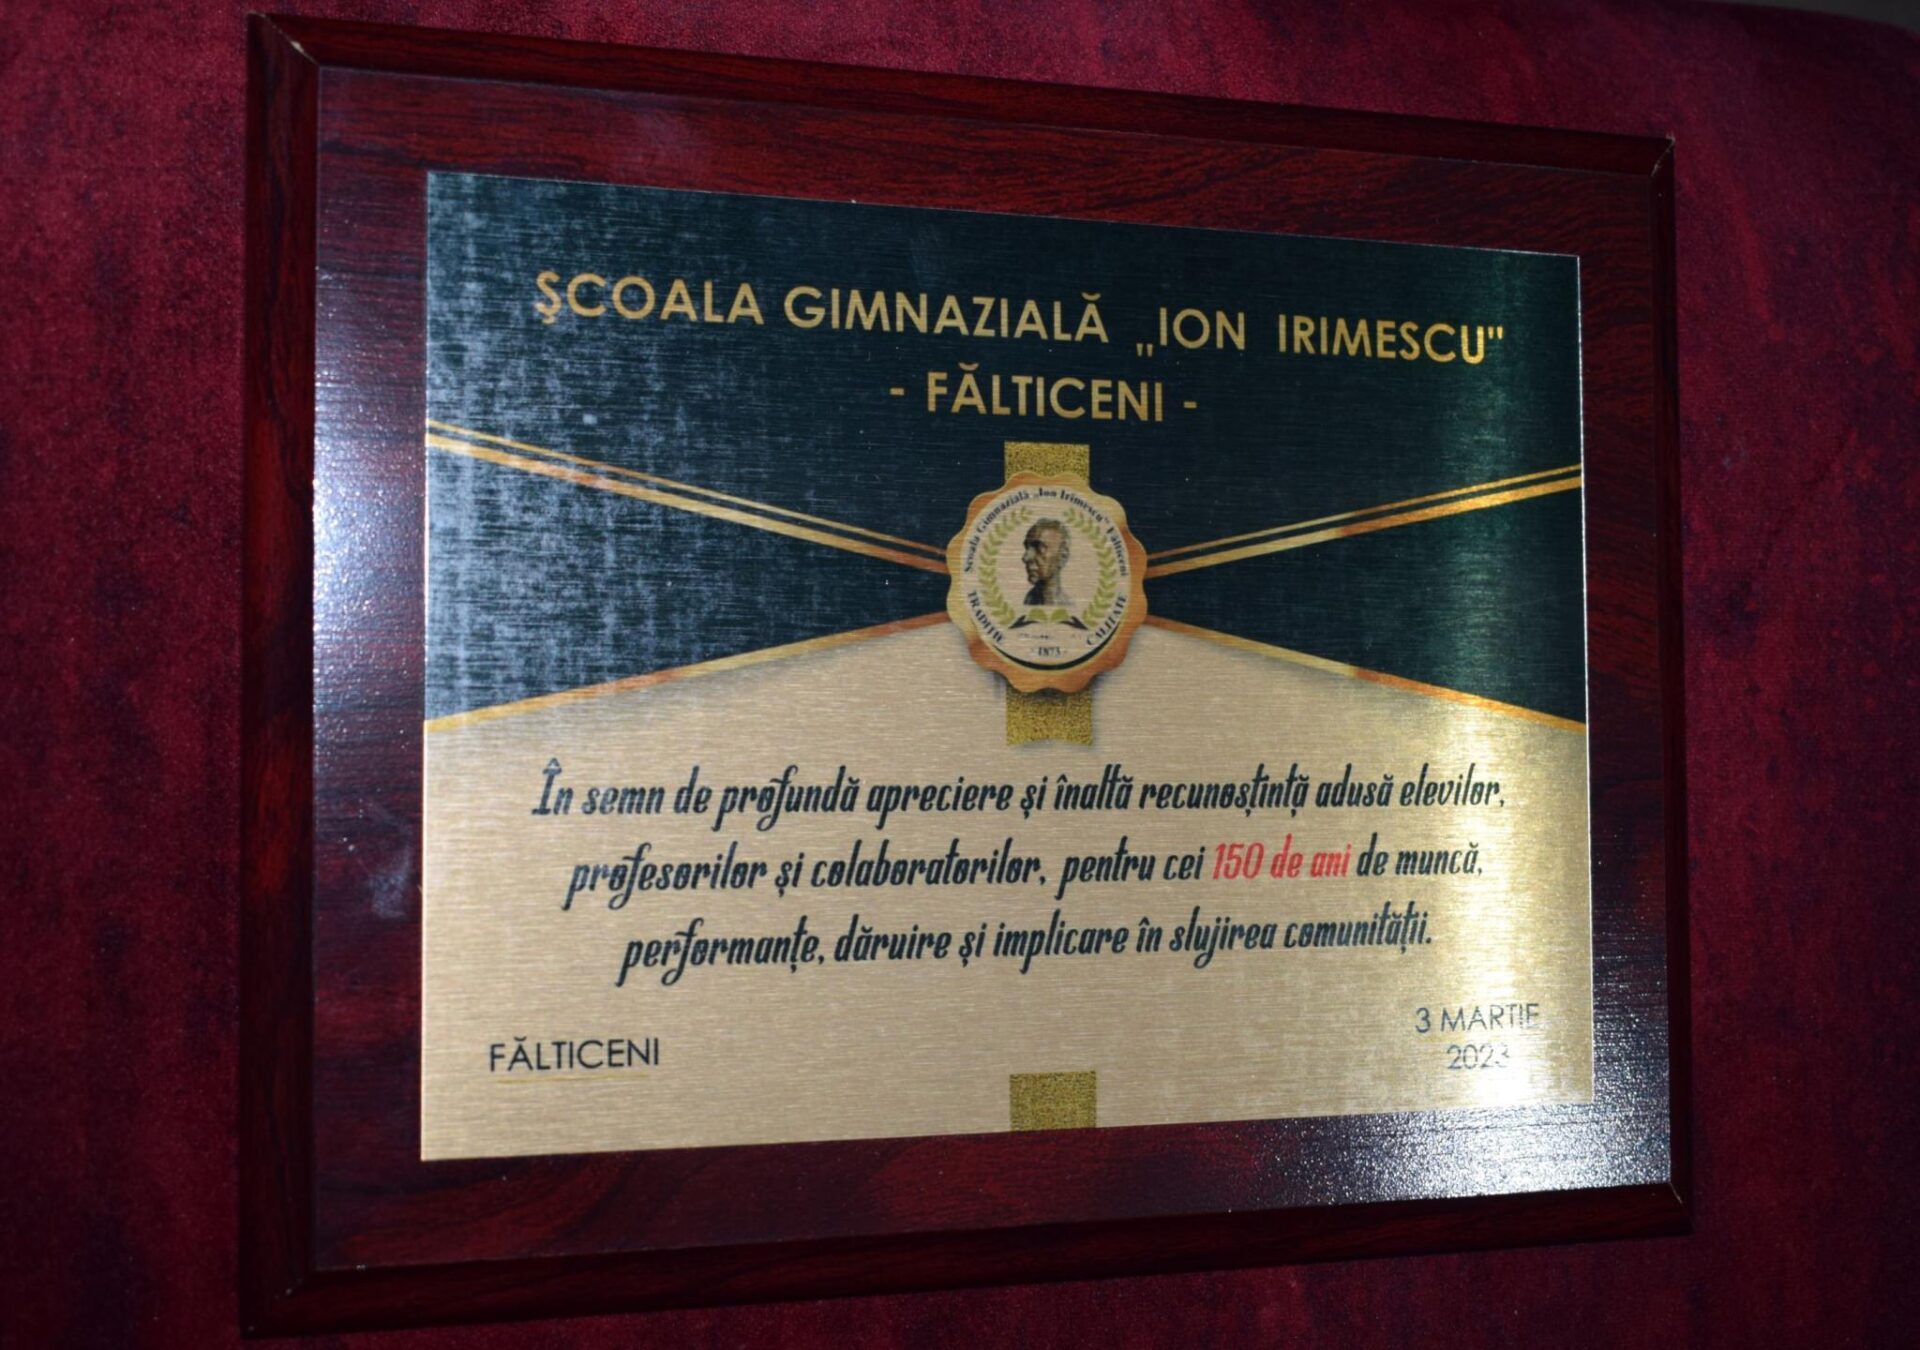 ŞCOALA GIMNAZIALĂ „ION IRIMESCU"
- FĂLTICENI -
Școala Gimnazială „Ion Irimescu" Fălticeni
TRADIȚIE
CALITATE
- 1873 -
În semn de profundă apreciere și înaltă recunoștință adusă elevilor,
profesorilor și colaboratorilor, pentru cei 150 de ani de muncă,
performanțe, dăruire și implicare în slujirea comunității.
FĂLTICENI
3 MARTIE
2023